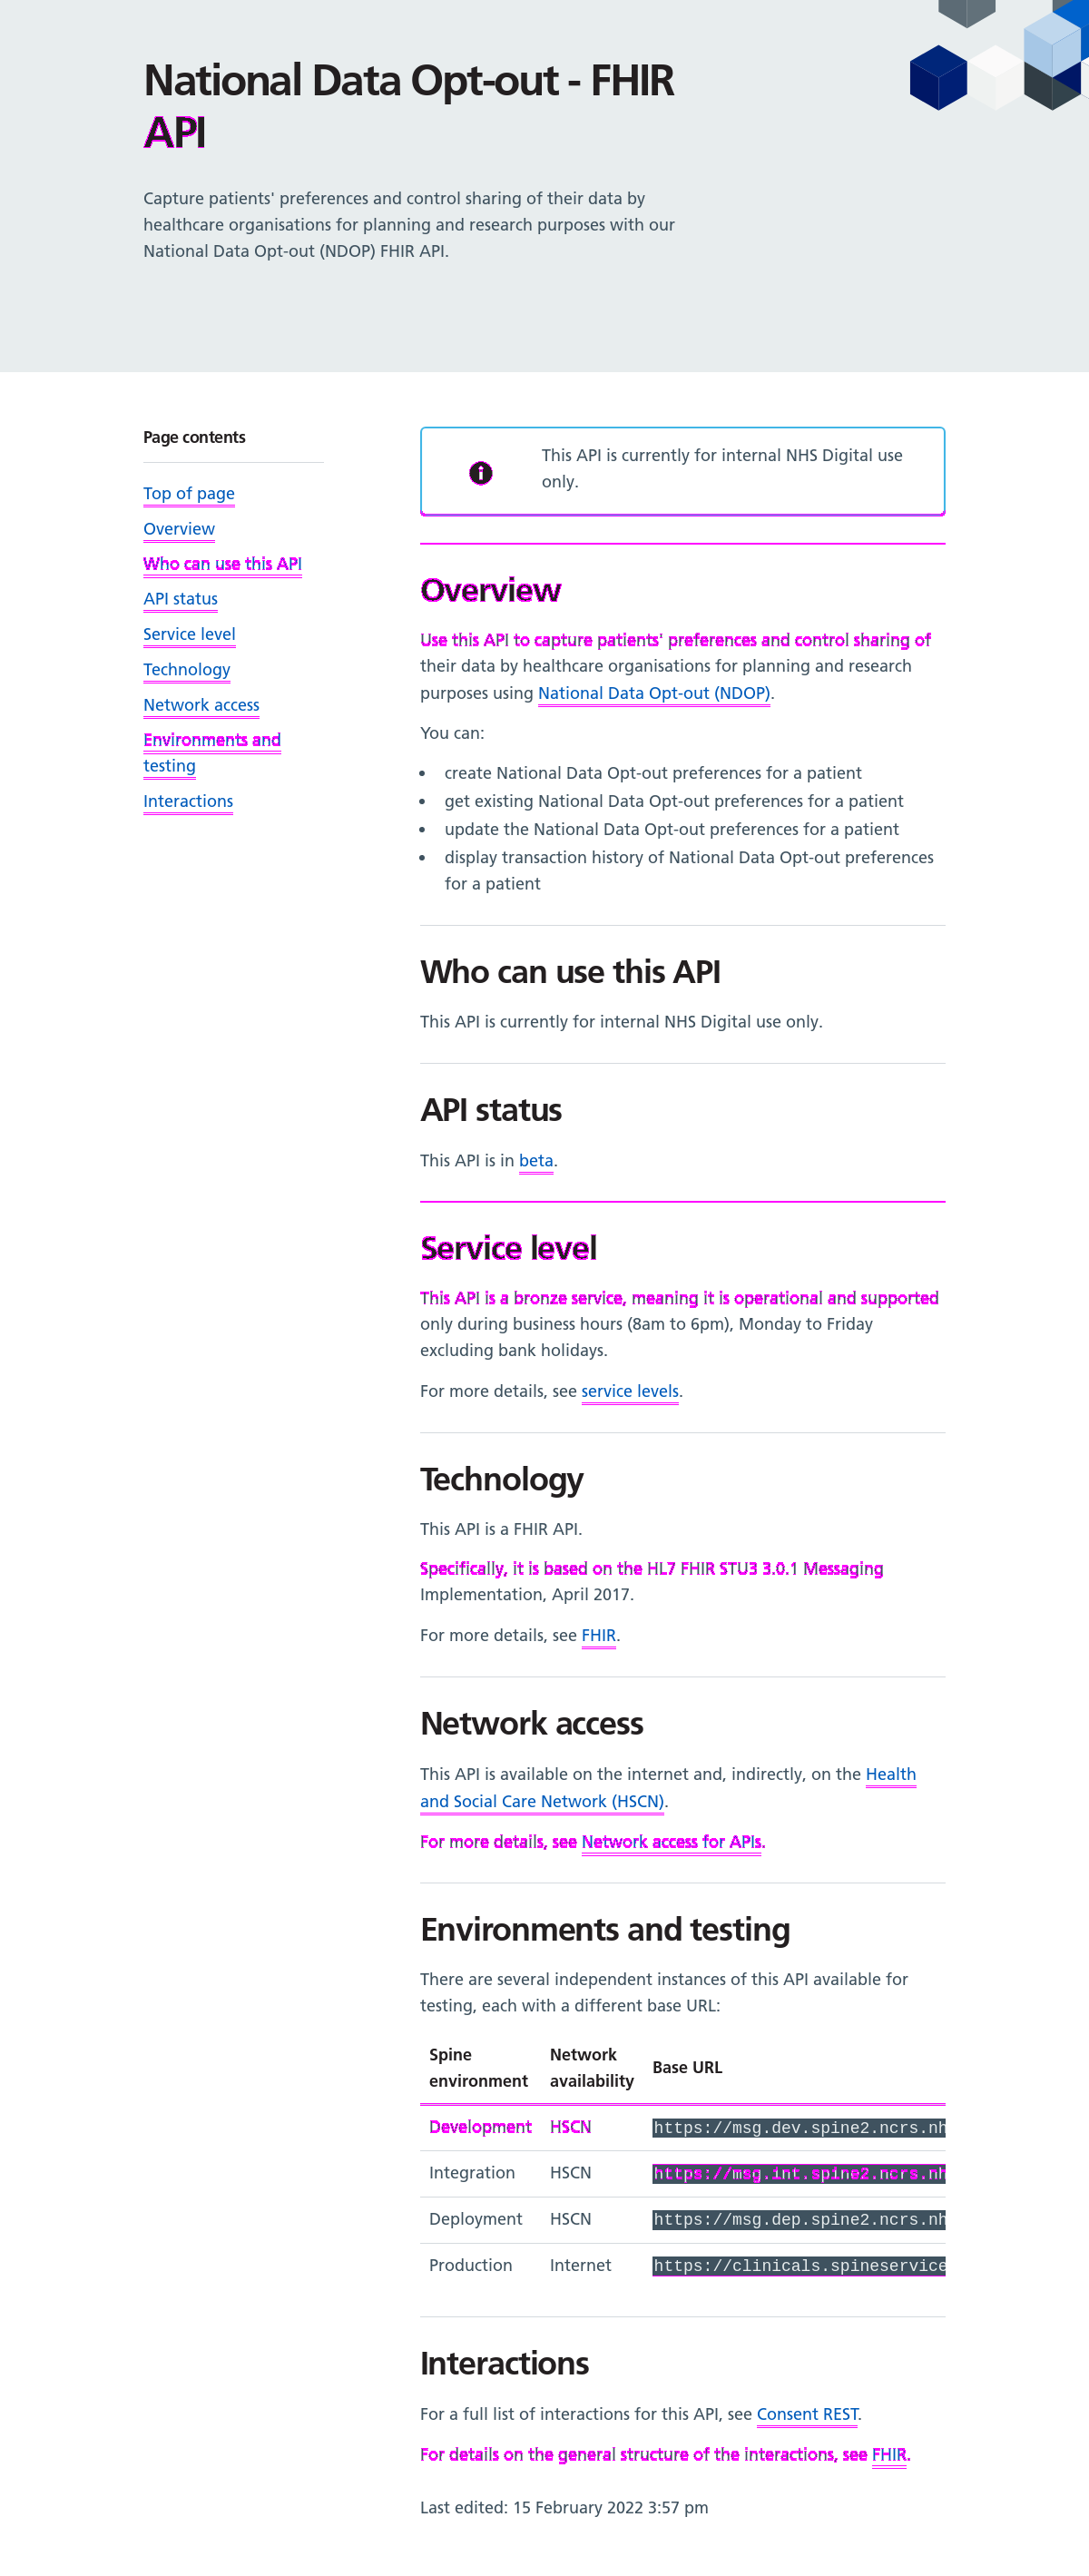 National Data Opt-out - FHIR
API
Capture patients' preferences and control sharing of their data by
healthcare organisations for planning and research purposes with our
National Data Opt-out (NDOP) FHIR API.
Page contents
Top of page
Overview
Who can use this API
API status
Service level
Technology
Network access
Environments and
testing
Interactions
This API is currently for internal NHS Digital use
only.
Overview
Use this API to capture patients' preferences and control sharing of
their data by healthcare organisations for planning and research
purposes using National Data Opt-out (NDOP).
You can:
• create National Data Opt-out preferences for a patient
• get existing National Data Opt-out preferences for a patient
• update the National Data Opt-out preferences for a patient
• display transaction history of National Data Opt-out preferences
for a patient
Who can use this API
This API is currently for internal NHS Digital use only.
API status
This API is in beta.
Service level
This API is a bronze service, meaning it is operational and supported
only during business hours (8am to 6pm), Monday to Friday
excluding bank holidays.
For more details, see service levels.
Technology
This API is a FHIR API.
Specifically, it is based on the HL7 FHIR STU3 3.0.1 Messaging
Implementation, April 2017.
For more details, see FHIR.
Network access
This API is available on the internet and, indirectly, on the Health
and Social Care Network (HSCN).
For more details, see Network access for APIs.
Environments and testing
There are several independent instances of this API available for
testing, each with a different base URL:
Spine environment Network availability Base URL
Development HSCN https://msg.dev.spine2.ncrs.nh
Integration HSCN https://msg.int.spine2.ncrs.nh
Deployment HSCN https://msg.dep.spine2.ncrs.nh
Production Internet https://clinicals.spineservice
Interactions
For a full list of interactions for this API, see Consent REST.
For details on the general structure of the interactions, see FHIR.
Last edited: 15 February 2022 3:57 pm